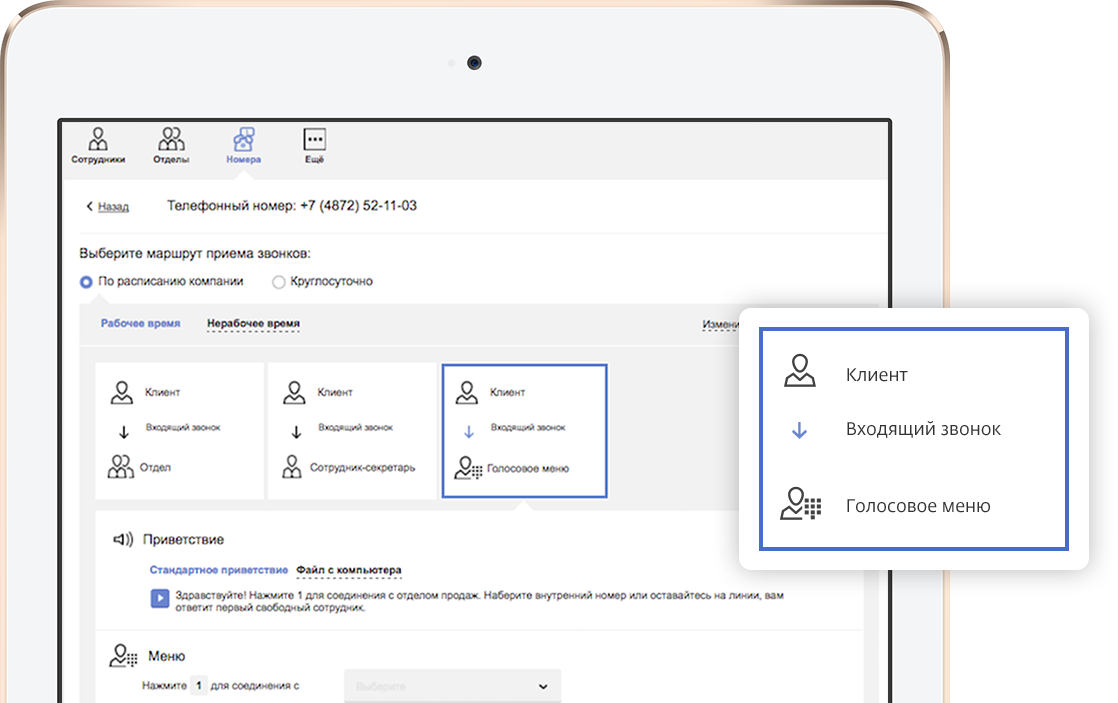 Сотрудники Отделы Номера Ещё
Назад Телефонный номер: +7 (4872) 52-11-03
Выберите маршрут приема звонков:
По расписанию компании Круглосуточно
Рабочее время Нерабочее время
Клиент
Входящий звонок
Отдел
Клиент
Входящий звонок
Сотрудник-секретарь
Клиент
Входящий звонок
Голосовое меню
Клиент
Входящий звонок
Голосовое меню
Приветствие
Стандартное приветствие Файл с компьютера
Здравствуйте! Нажмите 1 для соединения с отделом продаж. Наберите внутренний номер или оставайтесь на линии, вам
ответит первый свободный сотрудник.
Меню
Нажмите 1 для соединения с Выберите